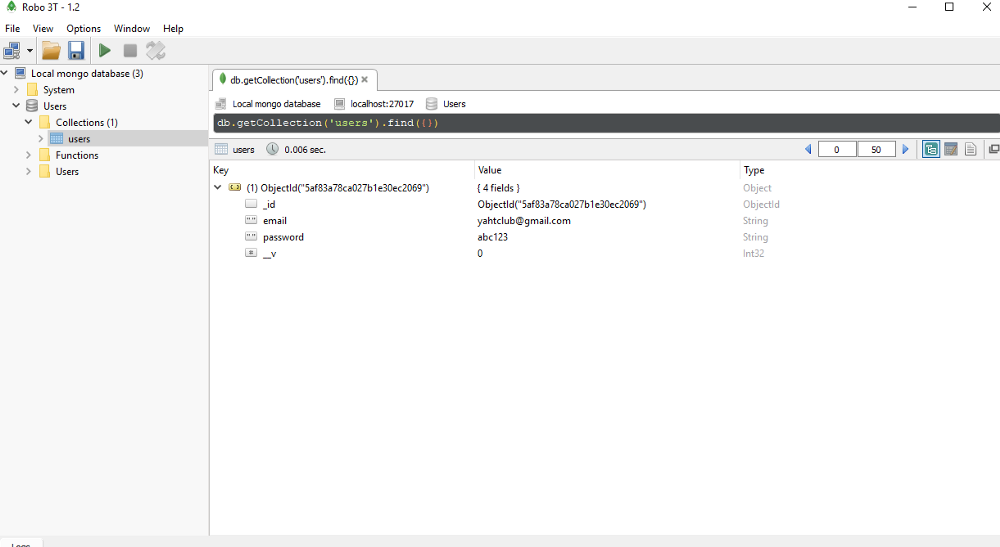 Robo 3T - 1.2
File View Options Window Help
Local mongo database (3)
System
Users
Collections (1)
users
Functions
Users
db.getCollection('users').find({})
Local mongo database localhost:27017 Users
db.getCollection('users').find({})
users 0.006 sec. 0 50
Key Value Type
(1) ObjectId("5af83a78ca027b1e30ec2069") { 4 fields } Object
_id ObjectId("5af83a78ca027b1e30ec2069") ObjectId
email yahtclub@gmail.com String
password abc123 String
__v 0 Int32
Logs